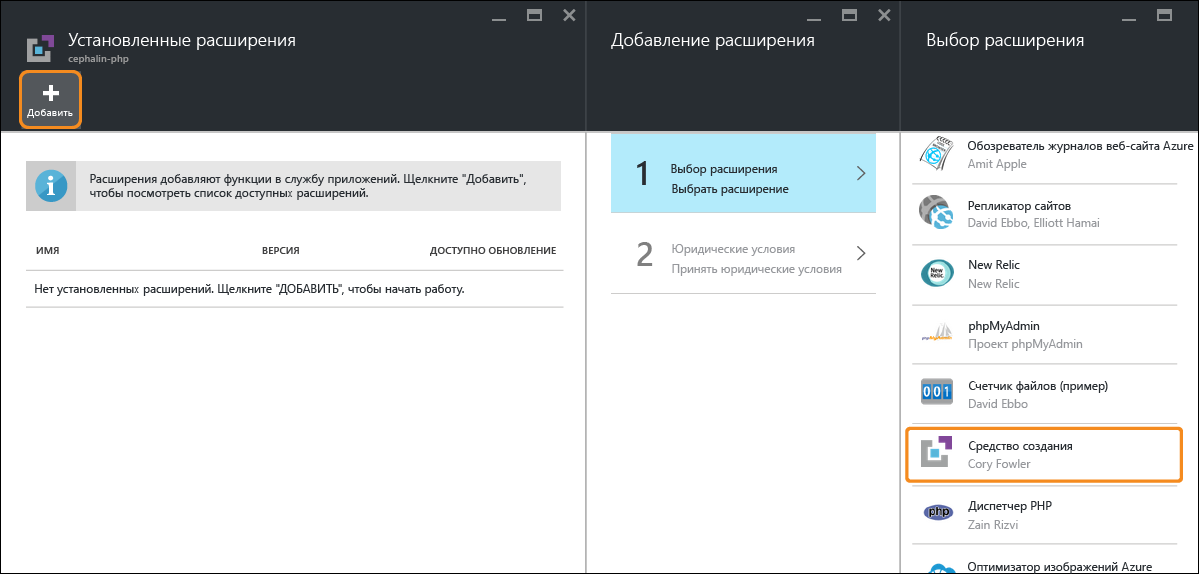 Установленные расширения
cephalin-php
Добавить
Расширения добавляют функции в службу приложений. Щелкните "Добавить",
чтобы посмотреть список доступных расширений.
ИМЯ ВЕРСИЯ ДОСТУПНО ОБНОВЛЕНИЕ
Нет установленных расширений. Щелкните "ДОБАВИТЬ", чтобы начать работу.
Добавление расширения
1
Выбор расширения
Выбрать расширение
2
Юридические условия
Принять юридические условия
Выбор расширения
Обозреватель журналов веб-сайта Azure
Amit Apple
Репликатор сайтов
David Ebbo, Elliott Hamai
New Relic
New
Relic
New Relic
phpMyAdmin
phpMyAdmin
Проект phpMyAdmin
Счетчик файлов (пример)
001
David Ebbo
Средство создания
Cory Fowler
Диспетчер PHP
php
Zain Rizvi
Оптимизатор изображений Azure